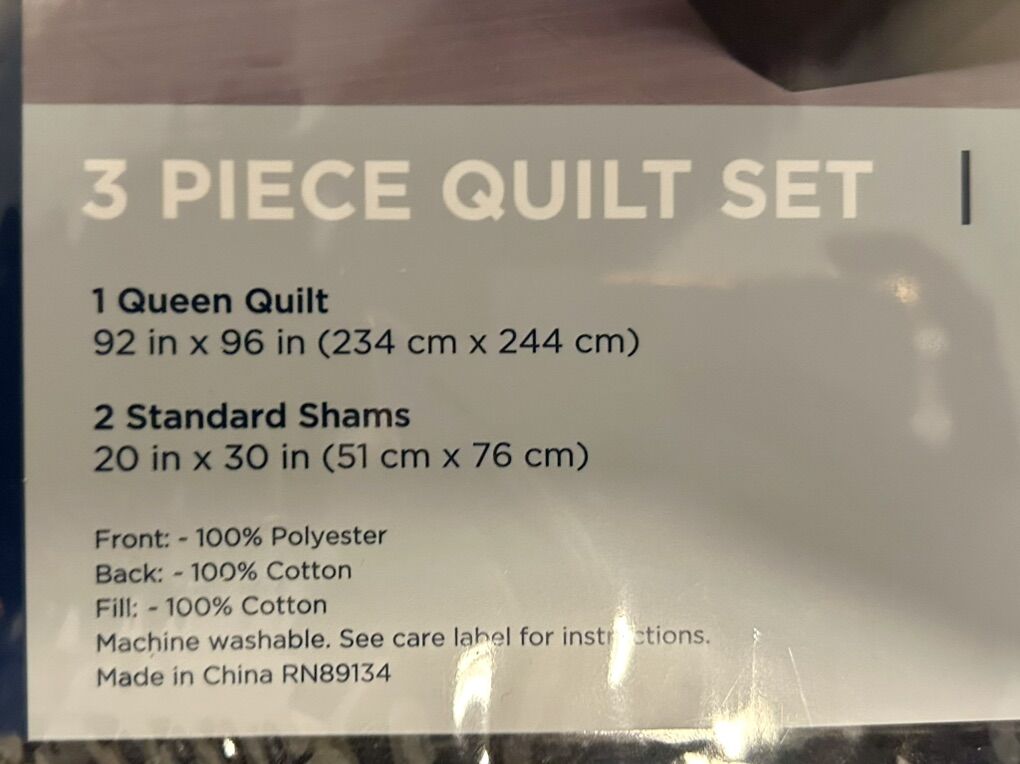 3 PIECE QUILT SET
1 Queen Quilt
92 in x 96 in (234 cm x 244 cm)
2 Standard Shams
20 in x 30 in (51 cm x 76 cm)
Front: - 100% Polyester
Back: - 100% Cotton
Fill: - 100% Cotton
Machine washable. See care label for instructions.
Made in China RN89134